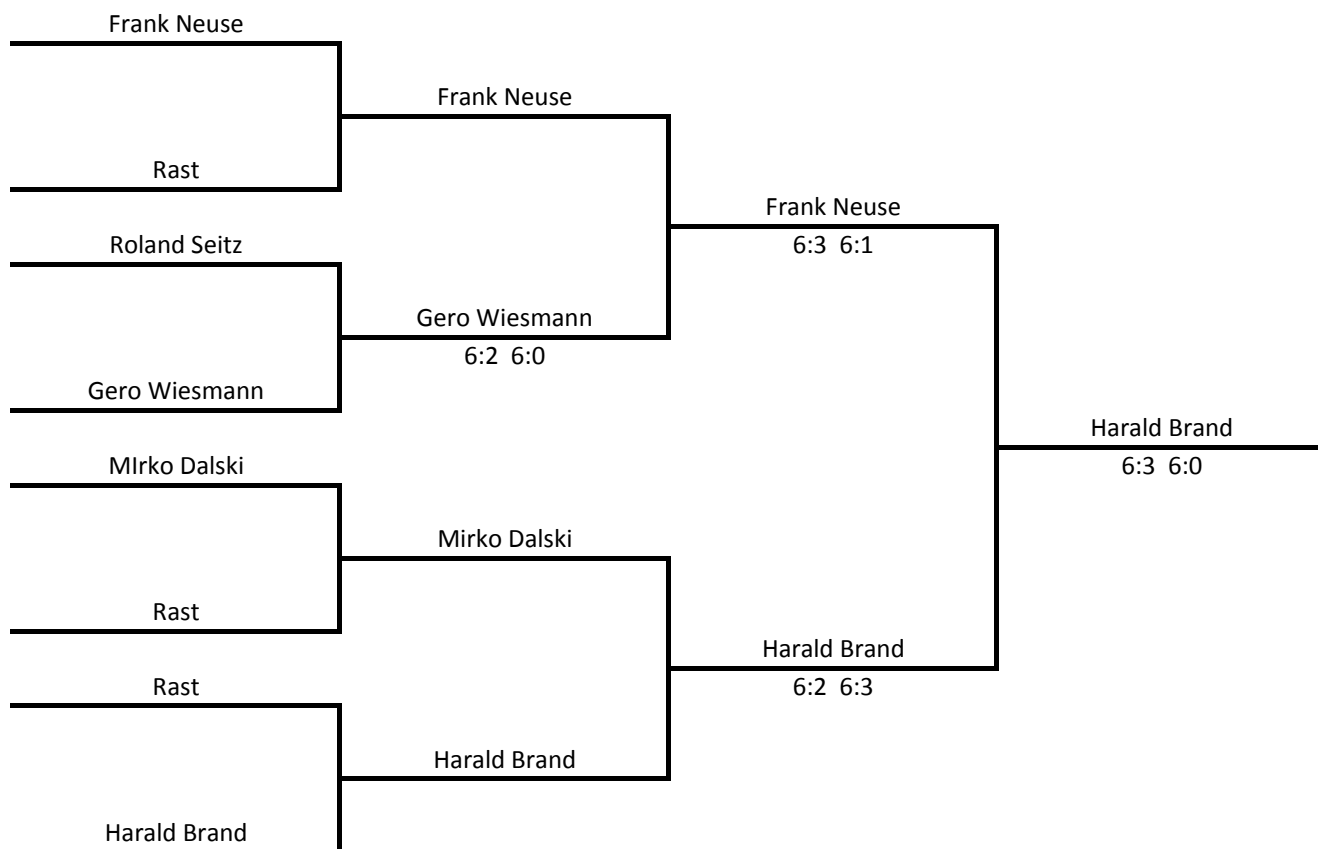 Frank Neuse
Frank Neuse
Rast
Frank Neuse
6:3 6:1
Roland Seitz
Gero Wiesmann
6:2 6:0
Gero Wiesmann
Harald Brand
6:3 6:0
MIrko Dalski
Mirko Dalski
Rast
Harald Brand
6:2 6:3
Rast
Harald Brand
Harald Brand